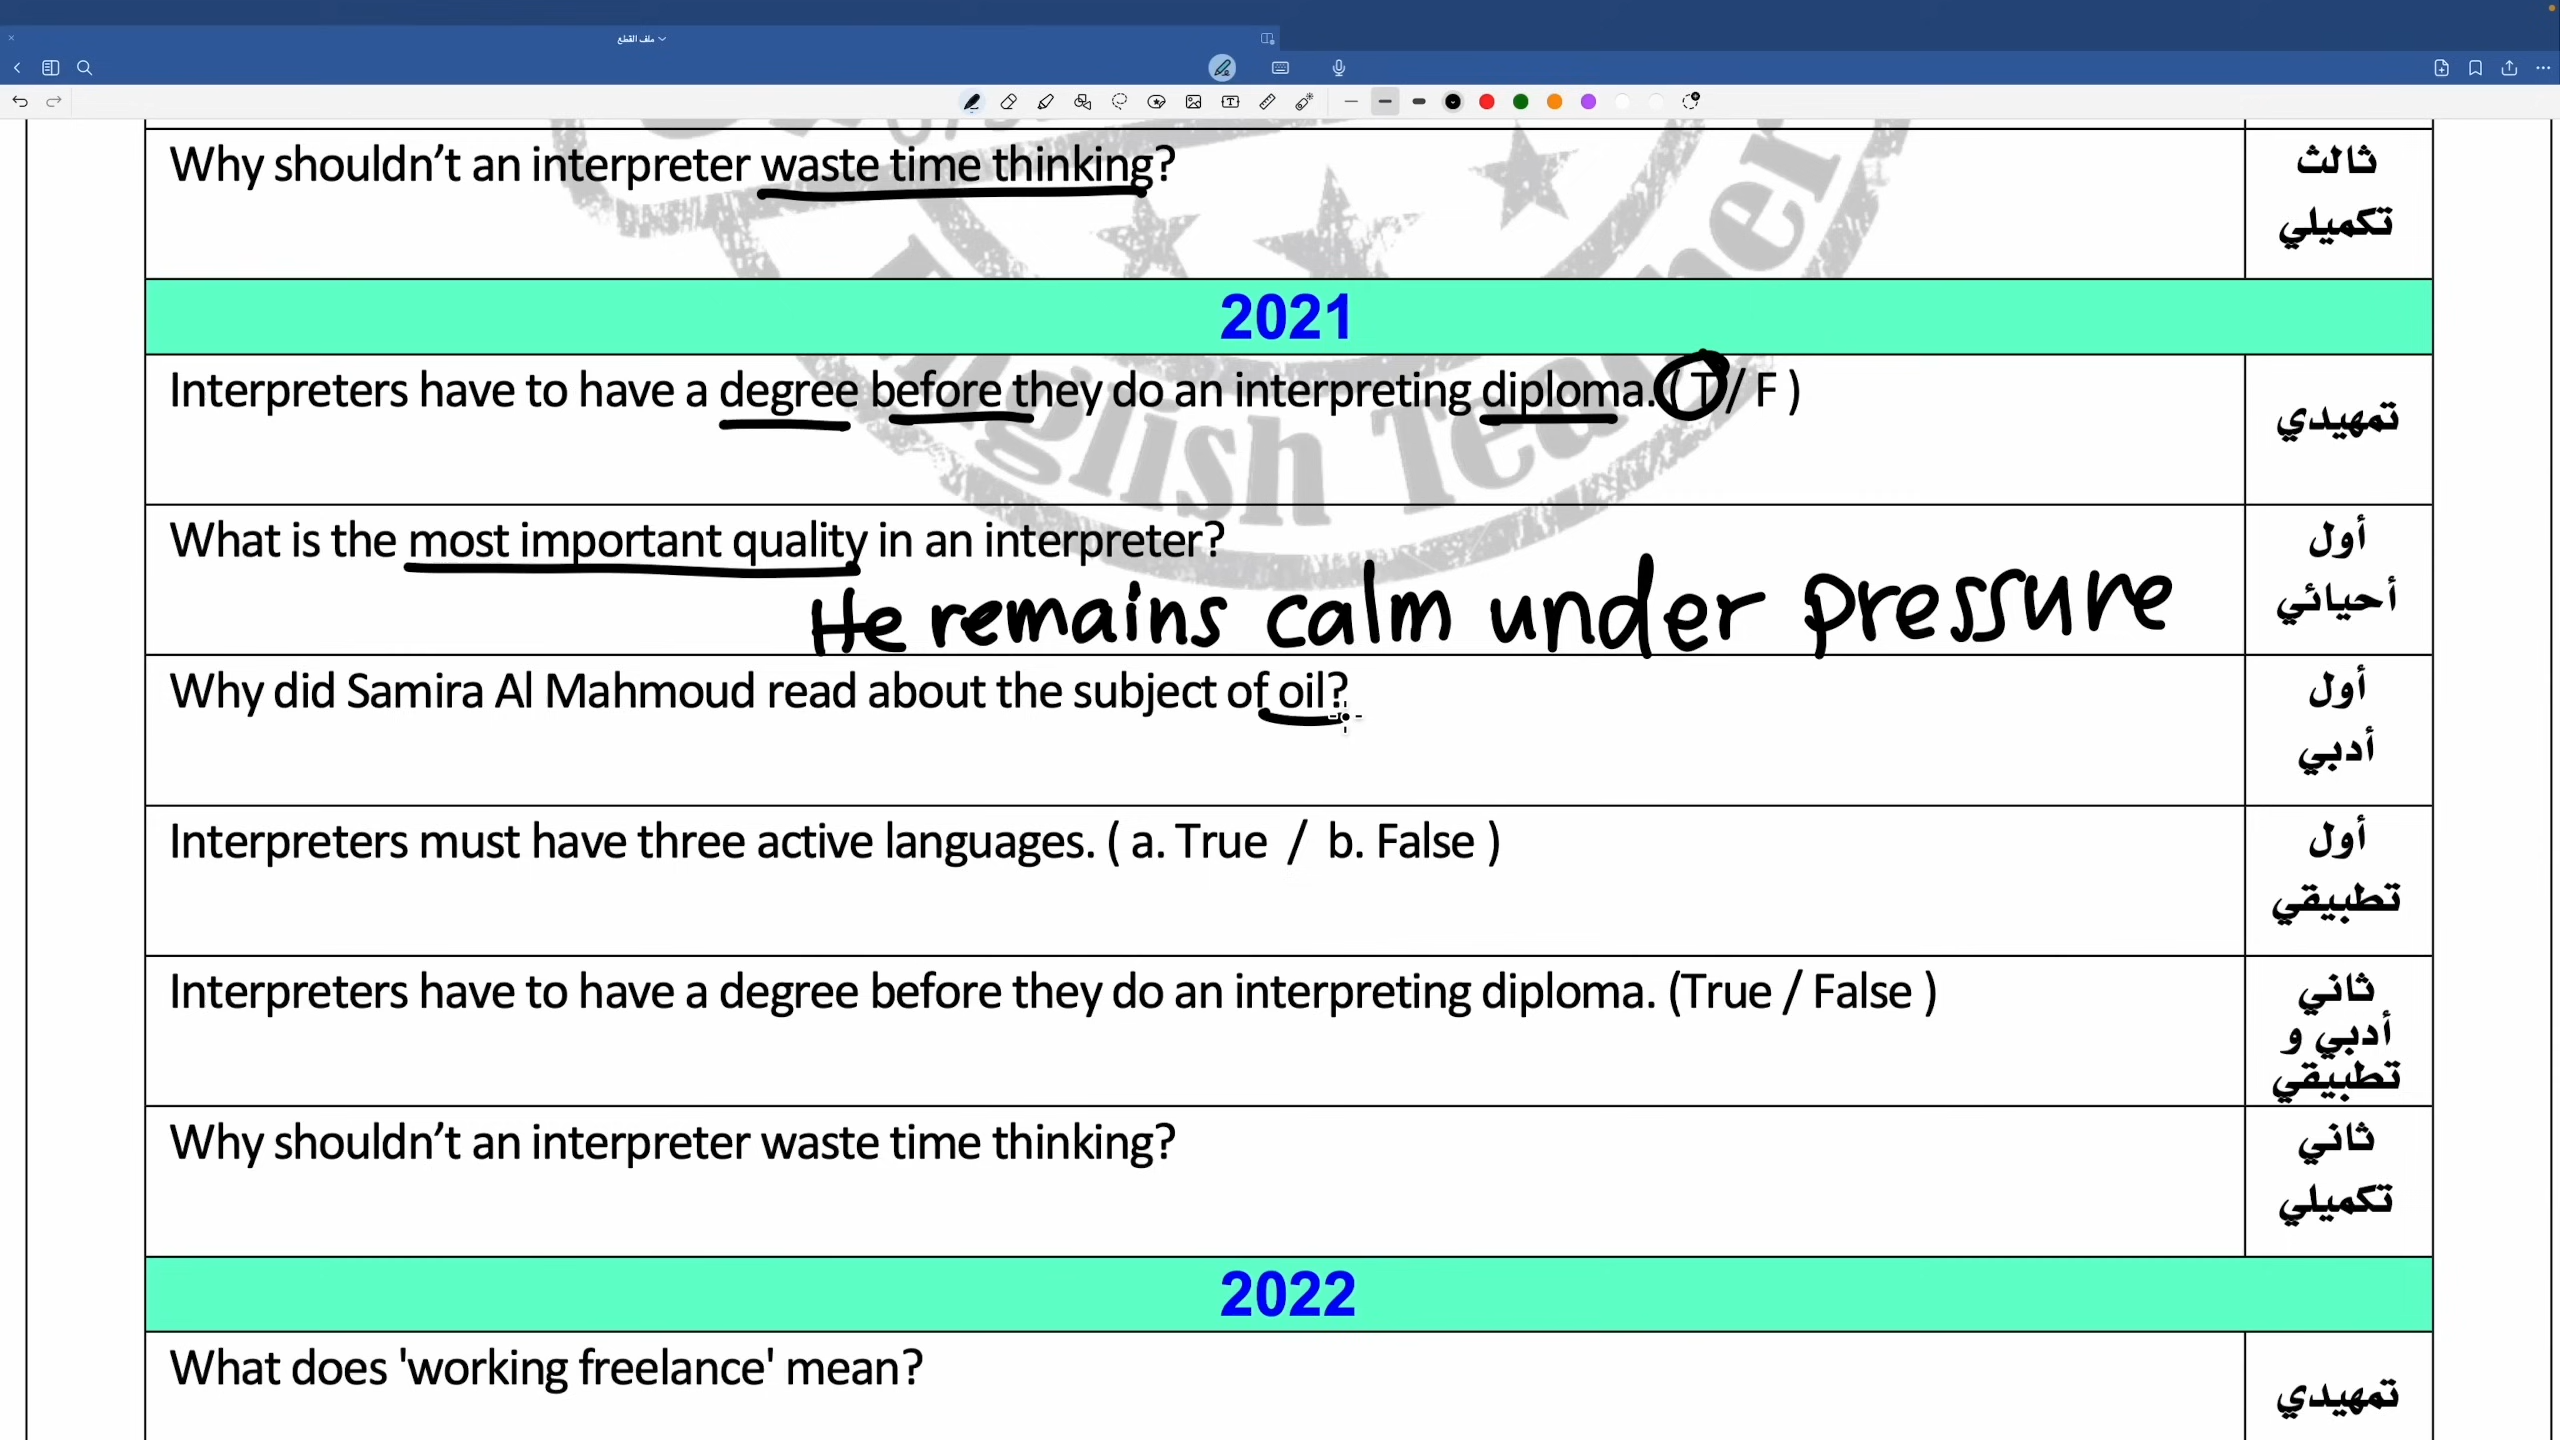 ملف القطع
Why shouldn’t an interpreter waste time thinking?
ثالث
تكميلي
2021
Interpreters have to have a degree before they do an interpreting diploma. ( T / F )
تمهيدي
What is the most important quality in an interpreter?
He remains calm under pressure
أول
أحيائي
Why did Samira Al Mahmoud read about the subject of oil?
أول
أدبي
Interpreters must have three active languages. ( a. True / b. False )
أول
تطبيقي
Interpreters have to have a degree before they do an interpreting diploma. (True / False )
ثاني
أدبي و
تطبيقي
Why shouldn’t an interpreter waste time thinking?
ثاني
تكميلي
2022
What does 'working freelance' mean?
تمهيدي
English Teacher